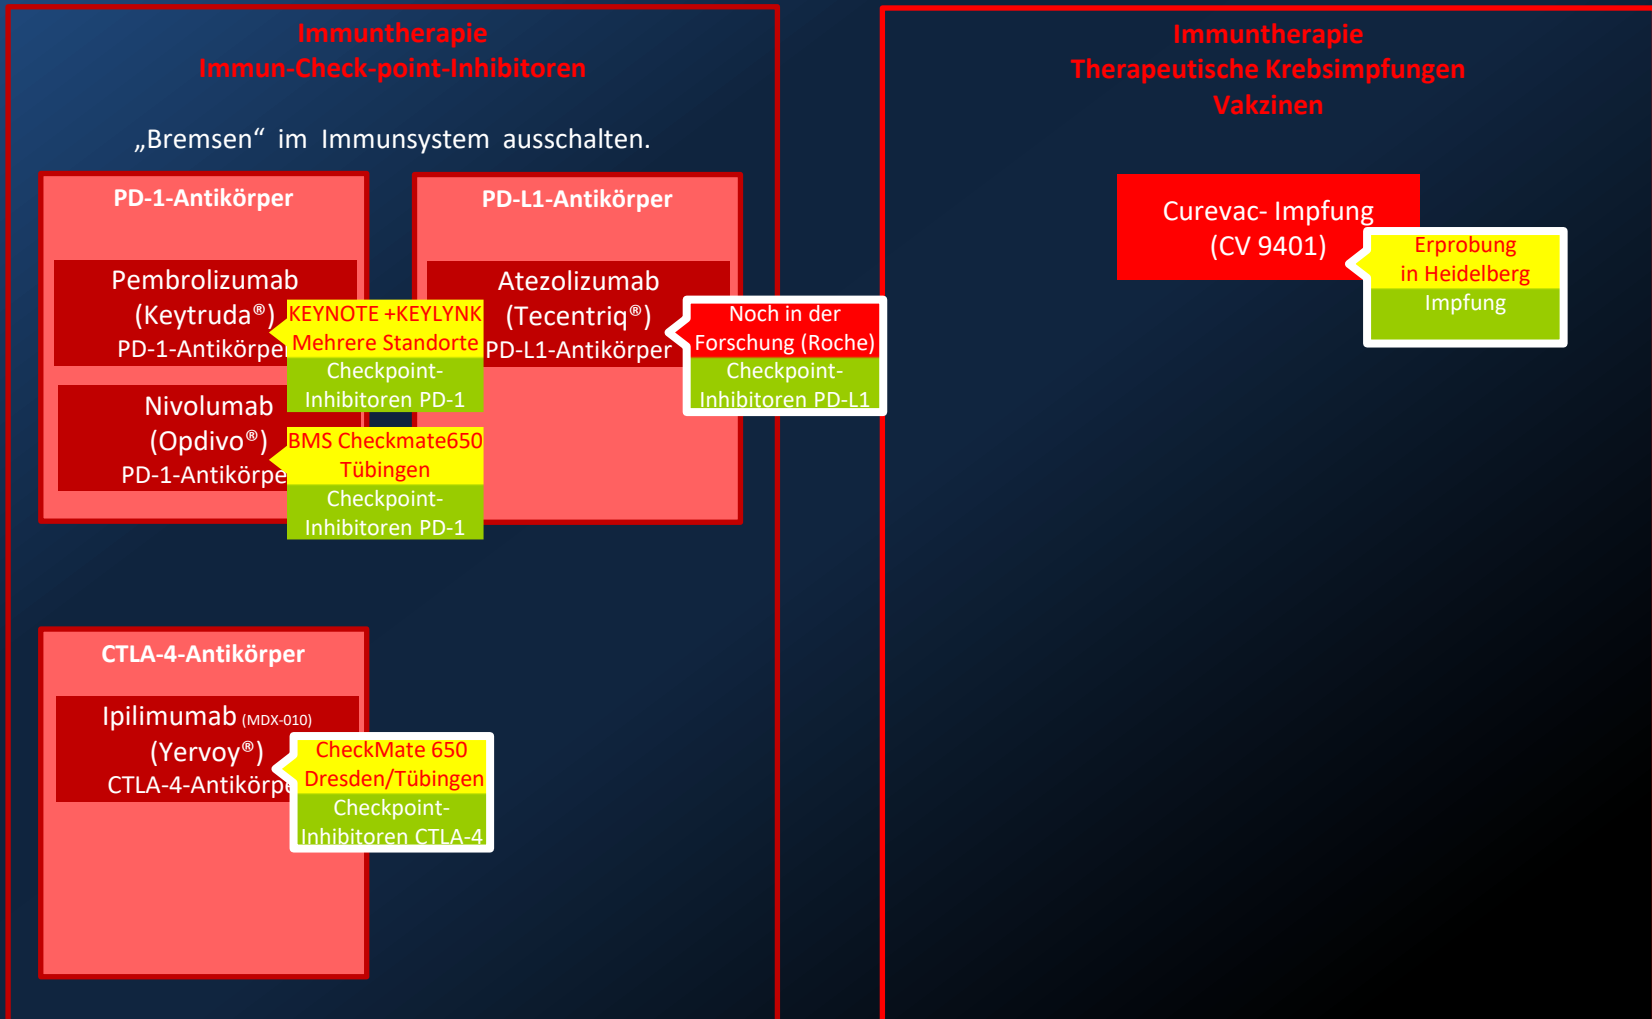 Immuntherapie
Immun-Check-point-Inhibitoren
„Bremsen“ im Immunsystem ausschalten.
PD-1-Antikörper
Pembrolizumab
(Keytruda®)
PD-1-Antikörper
KEYNOTE +KEYLYNK
Mehrere Standorte
Checkpoint-
Inhibitoren PD-1
Nivolumab
(Opdivo®)
PD-1-Antikörpe
BMS Checkmate650
Tübingen
Checkpoint-
Inhibitoren PD-1
PD-L1-Antikörper
Atezolizumab
(Tecentriq®)
PD-L1-Antikörper
Noch in der
Forschung (Roche)
Checkpoint-
Inhibitoren PD-L1
CTLA-4-Antikörper
Ipilimumab (MDX-010)
(Yervoy®)
CTLA-4-Antikörpe
CheckMate 650
Dresden/Tübingen
Checkpoint-
Inhibitoren CTLA-4
Immuntherapie
Therapeutische Krebsimpfungen
Vakzinen
Curevac- Impfung
(CV 9401)
Erprobung
in Heidelberg
Impfung